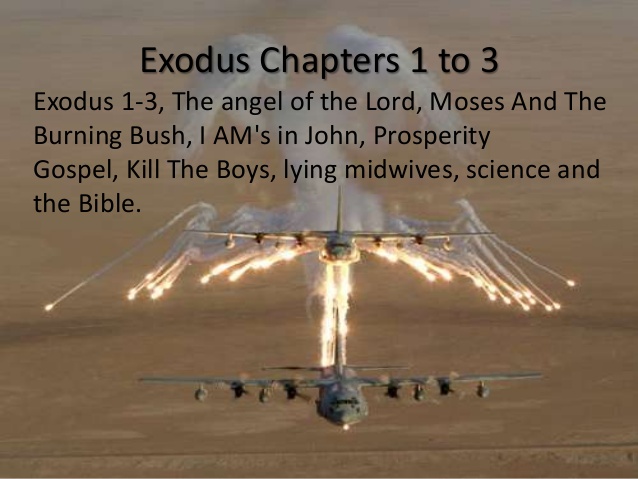 Exodus Chapters 1 to 3
Exodus 1-3, The angel of the Lord, Moses And The
Burning Bush, I AM's in John, Prosperity
Gospel, Kill The Boys, lying midwives, science and
the Bible.